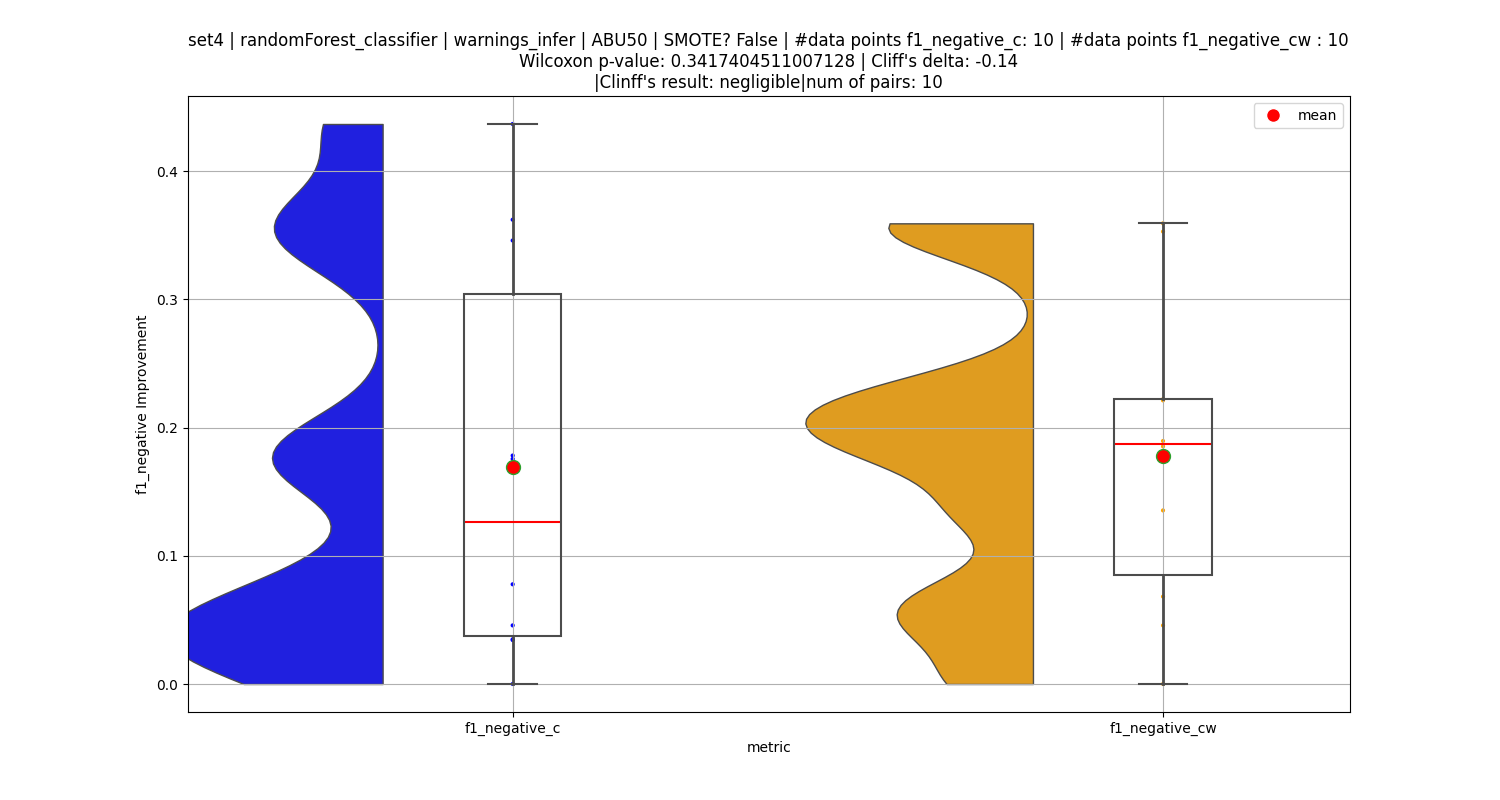 set4 | randomForest_classifier | warnings_infer | ABU50 | SMOTE? False | #data points f1_negative_c: 10 | #data points f1_negative_cw : 10
Wilcoxon p-value: 0.3417404511007128 | Cliff's delta: -0.14
|Clinff's result: negligible|num of pairs: 10
mean
0.4
0.3
0.2
0.1
0.0
f1_negative Improvement
f1_negative_c
f1_negative_cw
metric